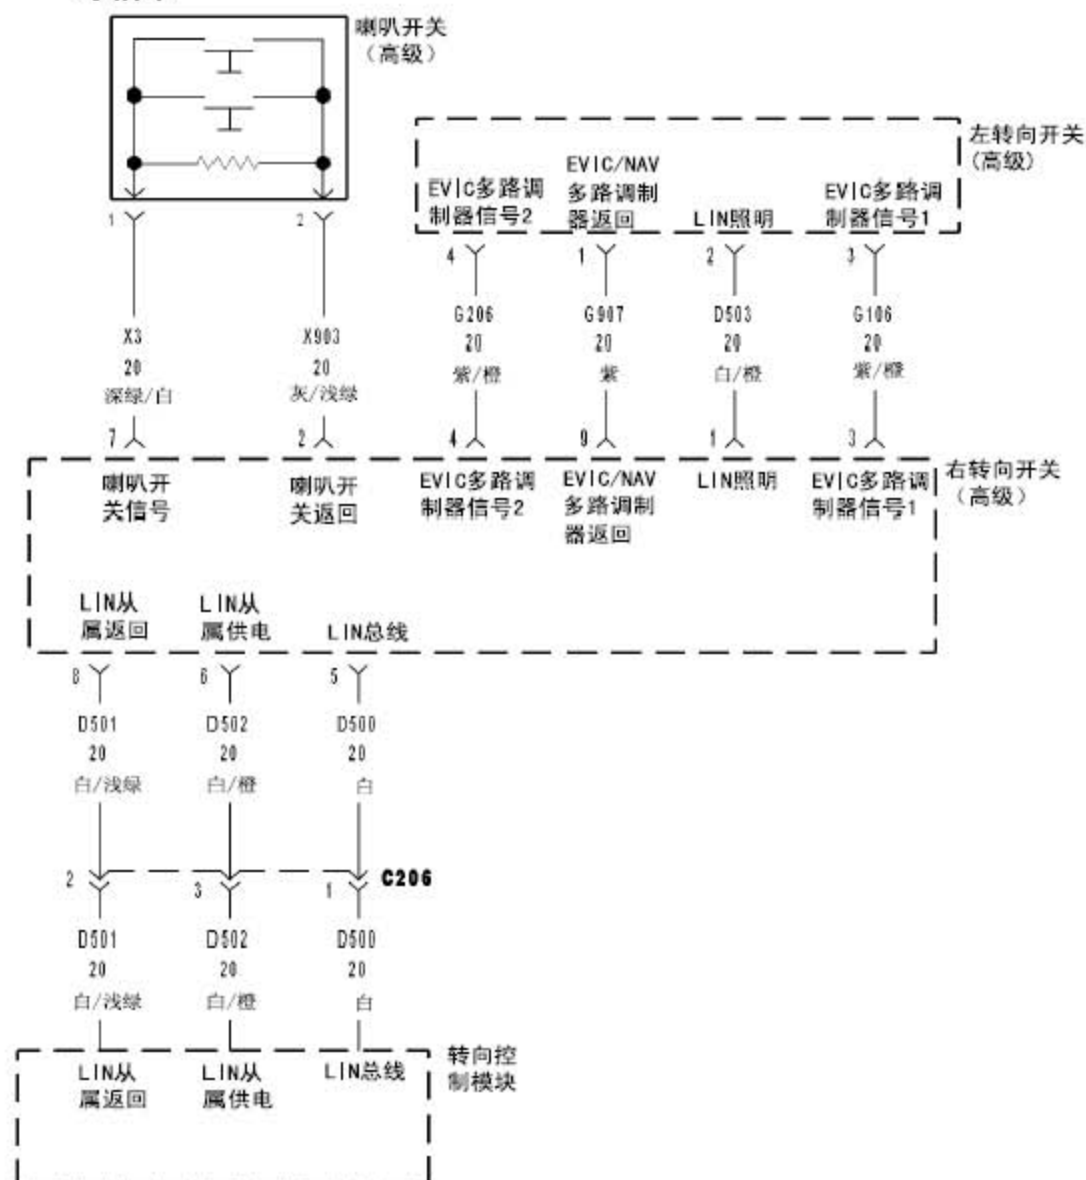 喇叭开关
（高级）
左转向开关
(高级)
EVIC多路调
制器信号2
EVIC/NAV
多路调制
器返回
LIN照明
EVIC多路调
制器信号1
1
2
4
1
2
3
X3
20
深绿/白
X903
20
灰/浅绿
G206
20
紫/橙
G907
20
紫
D503
20
白/橙
G106
20
紫/橙
7
2
4
9
1
3
右转向开关
（高级）
喇叭开
关信号
喇叭开
关返回
EVIC多路调
制器信号2
EVIC/NAV
多路调制
器返回
LIN照明
EVIC多路调
制器信号1
LIN从
属返回
LIN从
属供电
LIN总线
8
6
5
D501
20
白/浅绿
D502
20
白/橙
D500
20
白
2
3
1
C206
D501
20
白/浅绿
D502
20
白/橙
D500
20
白
转向控
制模块
LIN从
属返回
LIN从
属供电
LIN总线